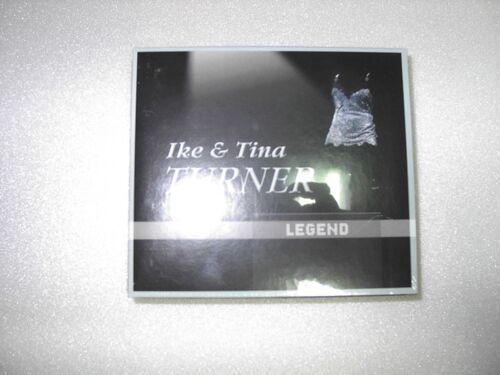 Ike & Tina
TURNER
LEGEND